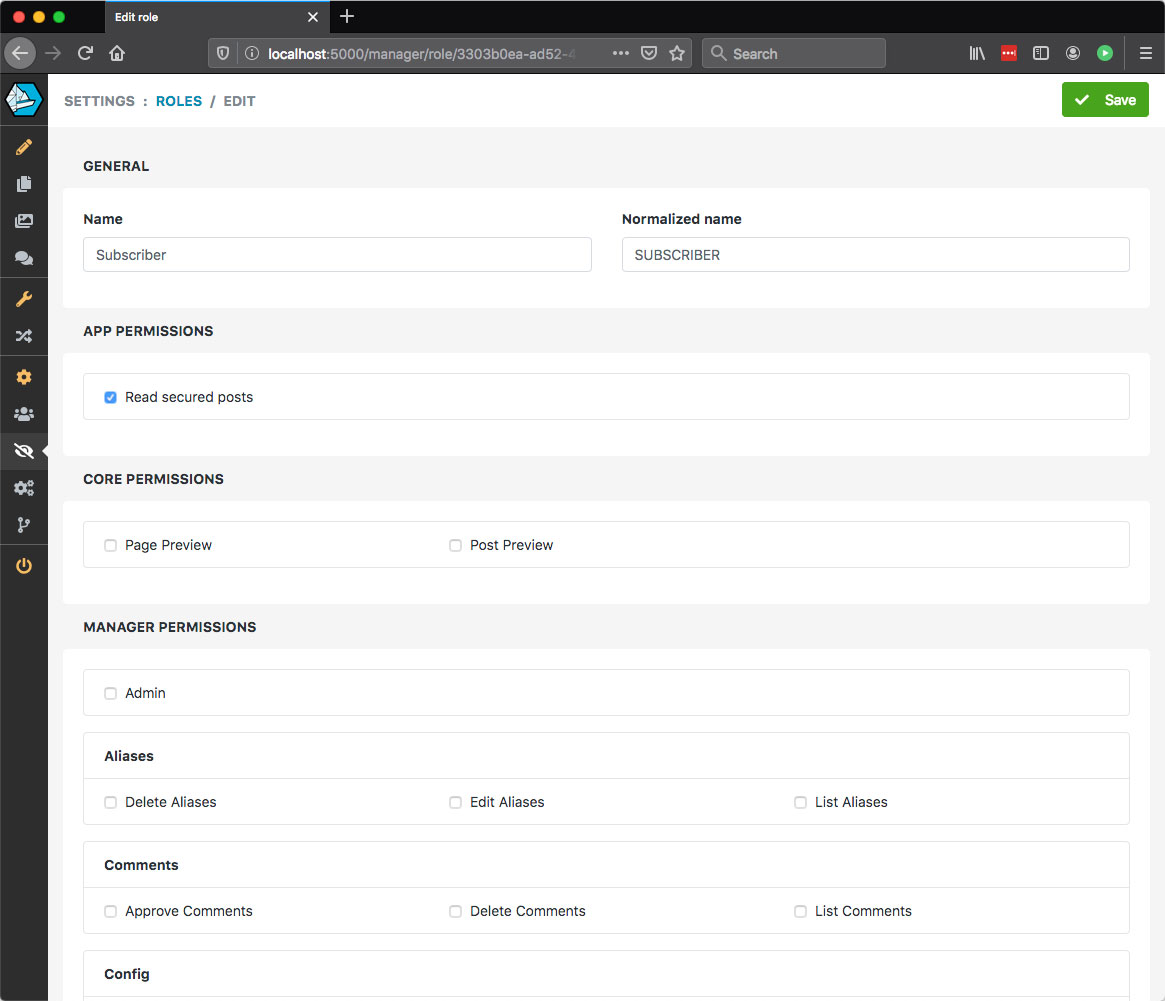 Edit role
localhost:5000/manager/role/3303b0ea-ad52-4
Search
SETTINGS : ROLES / EDIT
Save
GENERAL
Name
Normalized name
Subscriber
SUBSCRIBER
APP PERMISSIONS
Read secured posts
CORE PERMISSIONS
Page Preview
Post Preview
MANAGER PERMISSIONS
Admin
Aliases
Delete Aliases
Edit Aliases
List Aliases
Comments
Approve Comments
Delete Comments
List Comments
Config